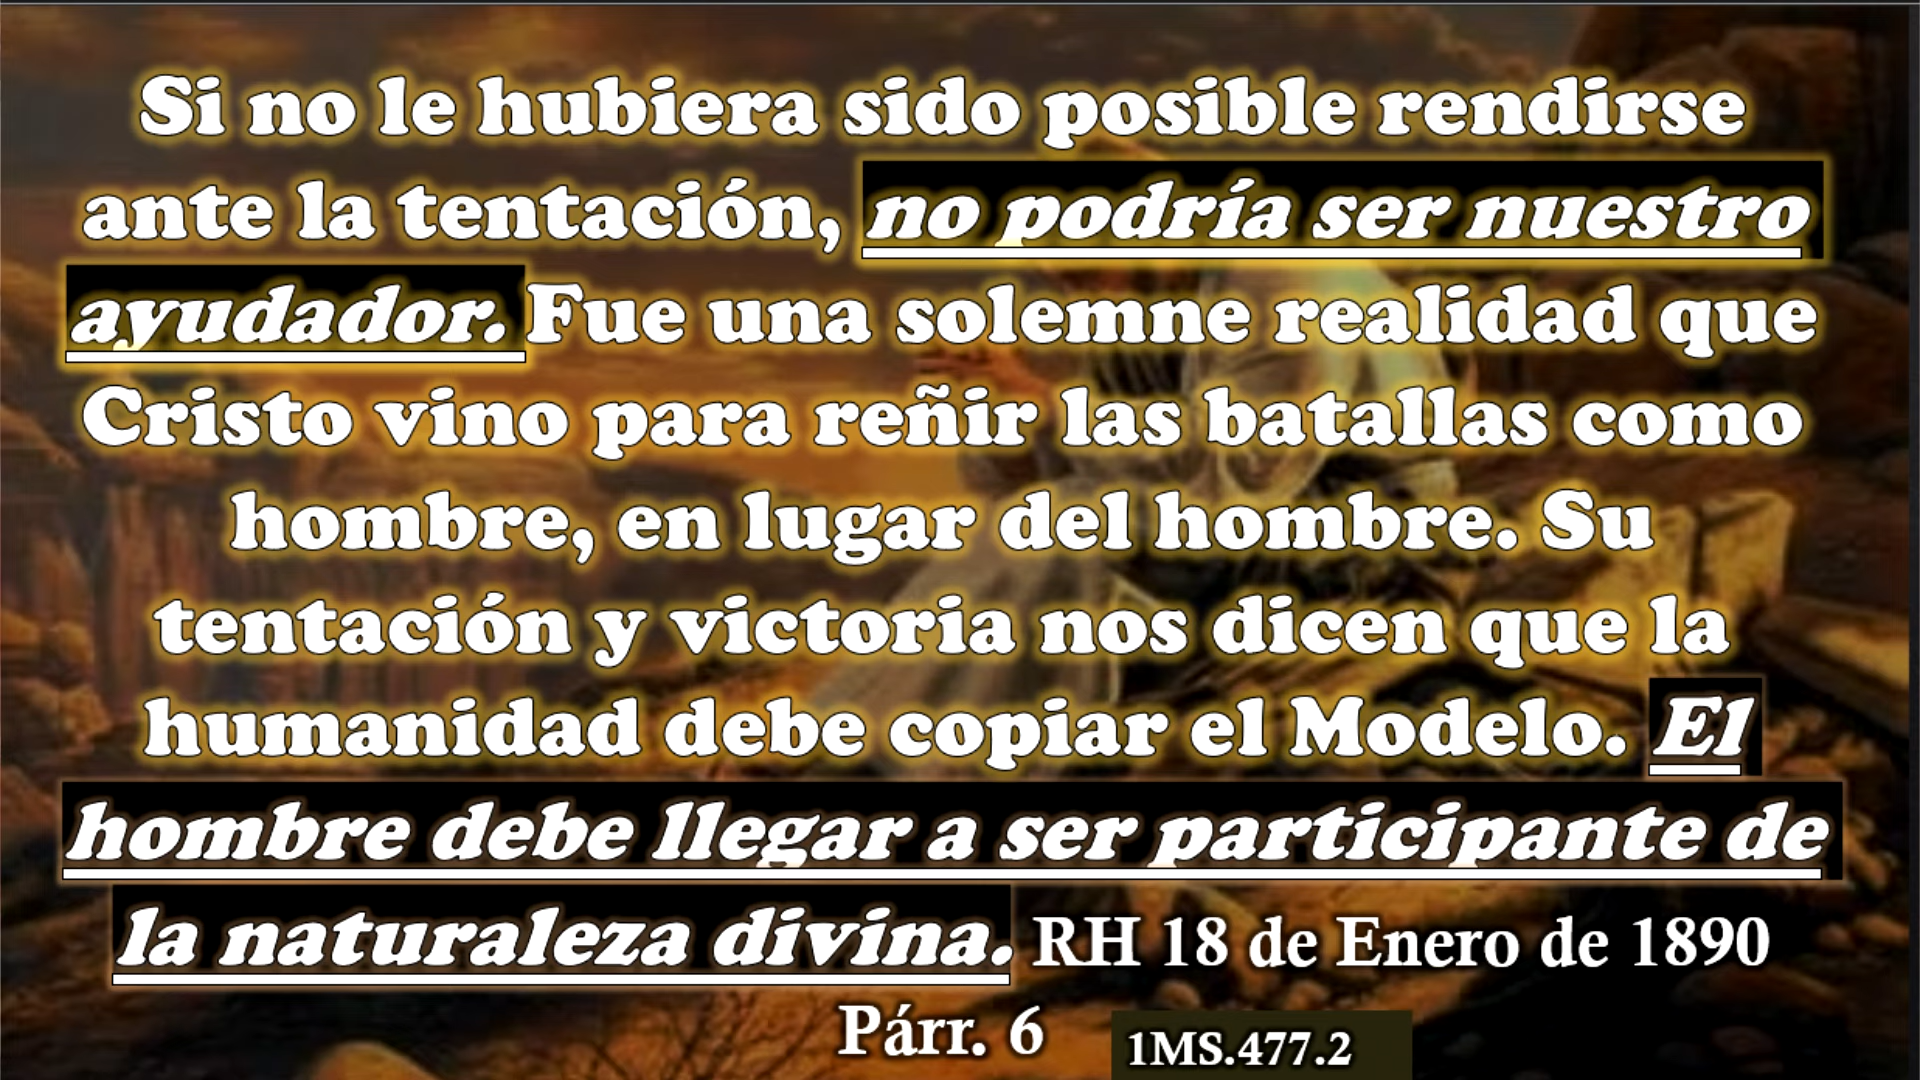 Si no le hubiera sido posible rendirse
ante la tentación, no podría ser nuestro
ayudador. Fue una solemne realidad que
Cristo vino para reñir las batallas como
hombre, en lugar del hombre. Su
tentación y victoria nos dicen que la
humanidad debe copiar el Modelo. El
hombre debe llegar a ser participante de
la naturaleza divina. RH 18 de Enero de 1890
Párr. 6 1MS.477.2